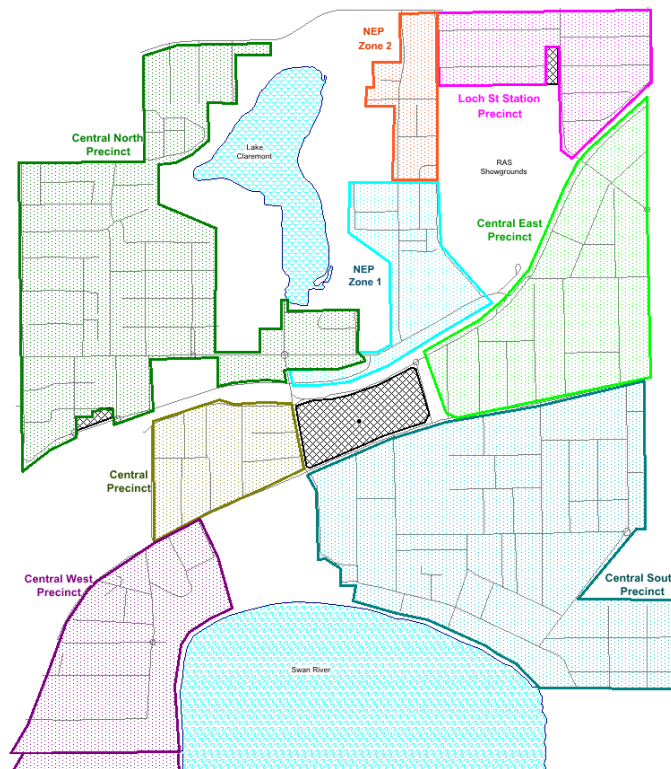 NEP
Zone 2
Loch St Station
Precinct
Central North
Precinct
Lake
Claremont
RAS
Showgrounds
Central East
Precinct
NEP
Zone 1
Central
Precinct
Central West
Precinct
Central Sout
Precinct
Swan River